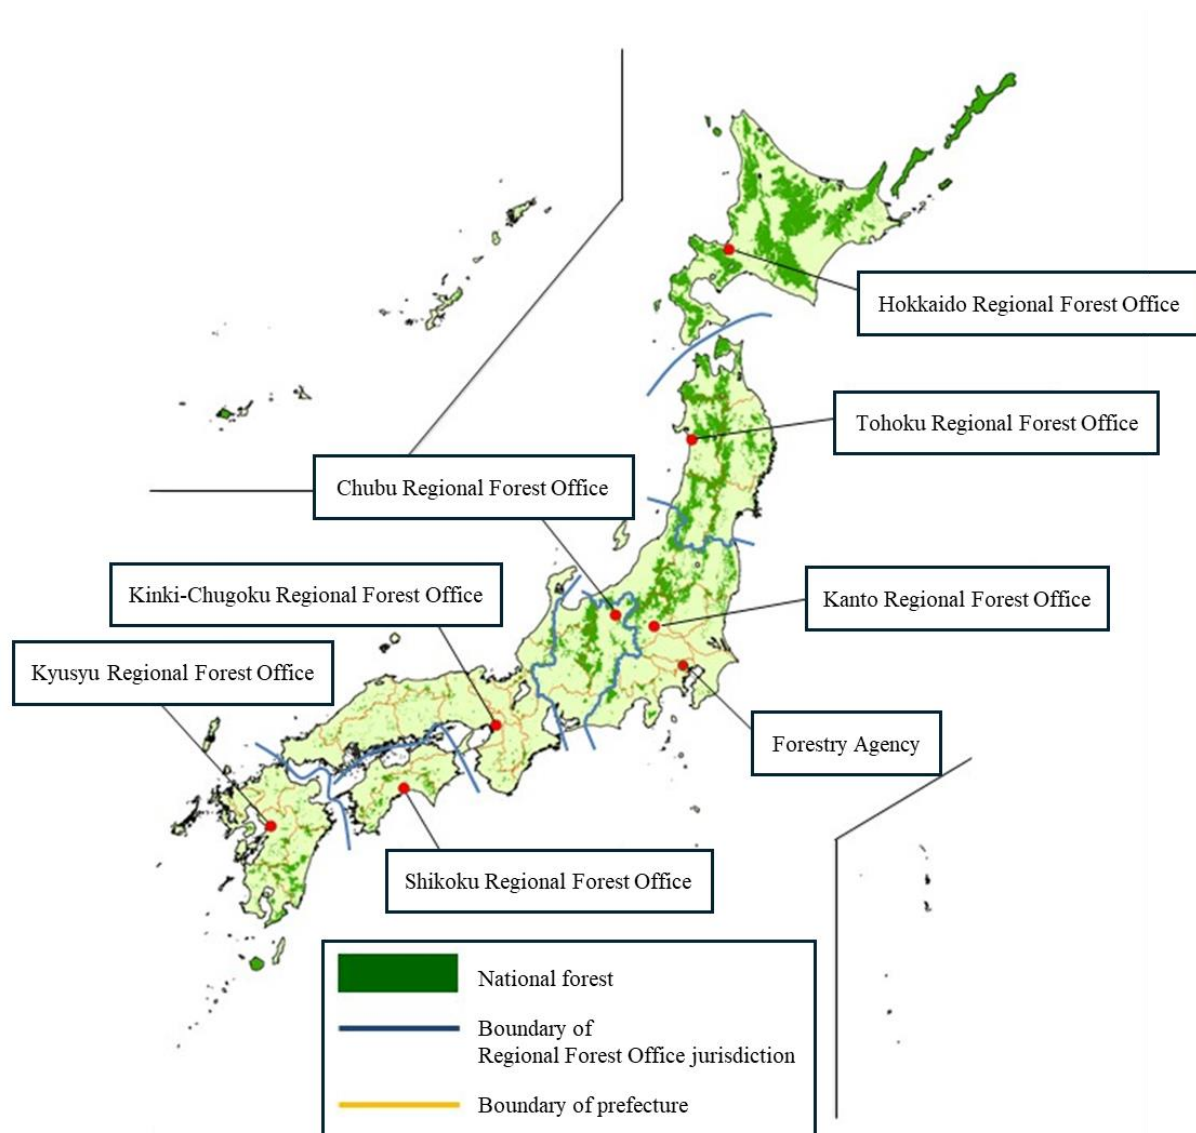 Hokkaido Regional Forest Office
Tohoku Regional Forest Office
Chubu Regional Forest Office
Kinki-Chugoku Regional Forest Office
Kanto Regional Forest Office
Kyusyu Regional Forest Office
Forestry Agency
Shikoku Regional Forest Office
National forest
Boundary of
Regional Forest Office jurisdiction
Boundary of prefecture